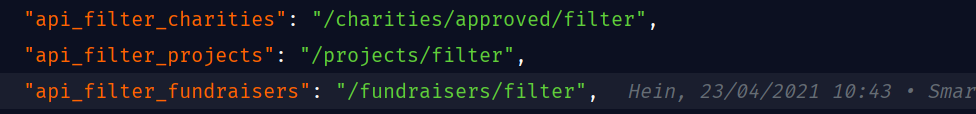 "api_filter_charities": "/charities/approved/filter",
"api_filter_projects": "/projects/filter",
"api_filter_fundraisers": "/fundraisers/filter", Hein, 23/04/2021 10:43 • Smar